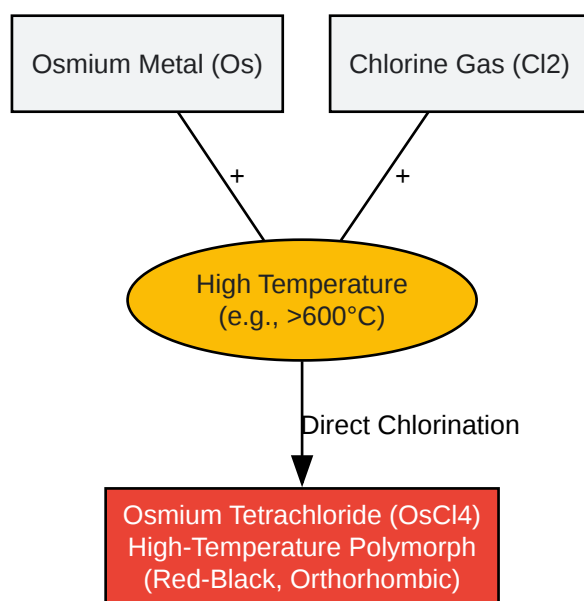 Osmium Metal (Os)
Chlorine Gas (Cl2)
+
+
High Temperature
(e.g., >600°C)
Direct Chlorination
Osmium Tetrachloride (OsCl4)
High-Temperature Polymorph
(Red-Black, Orthorhombic)